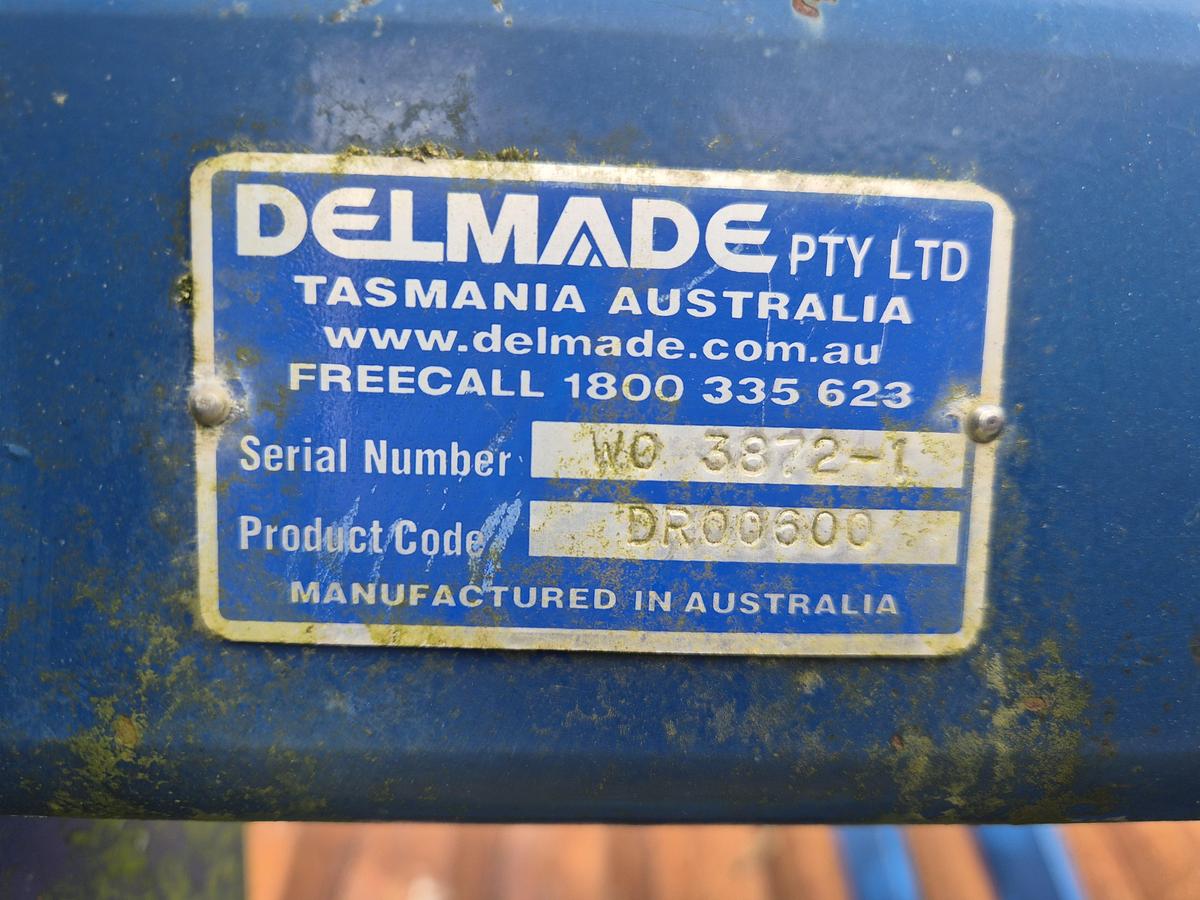 DELMADE PTY LTD
TASMANIA AUSTRALIA
www.delmade.com.au
FREECALL 1800 335 623
Serial Number WO 3872-1
Product Code DR00600
MANUFACTURED IN AUSTRALIA